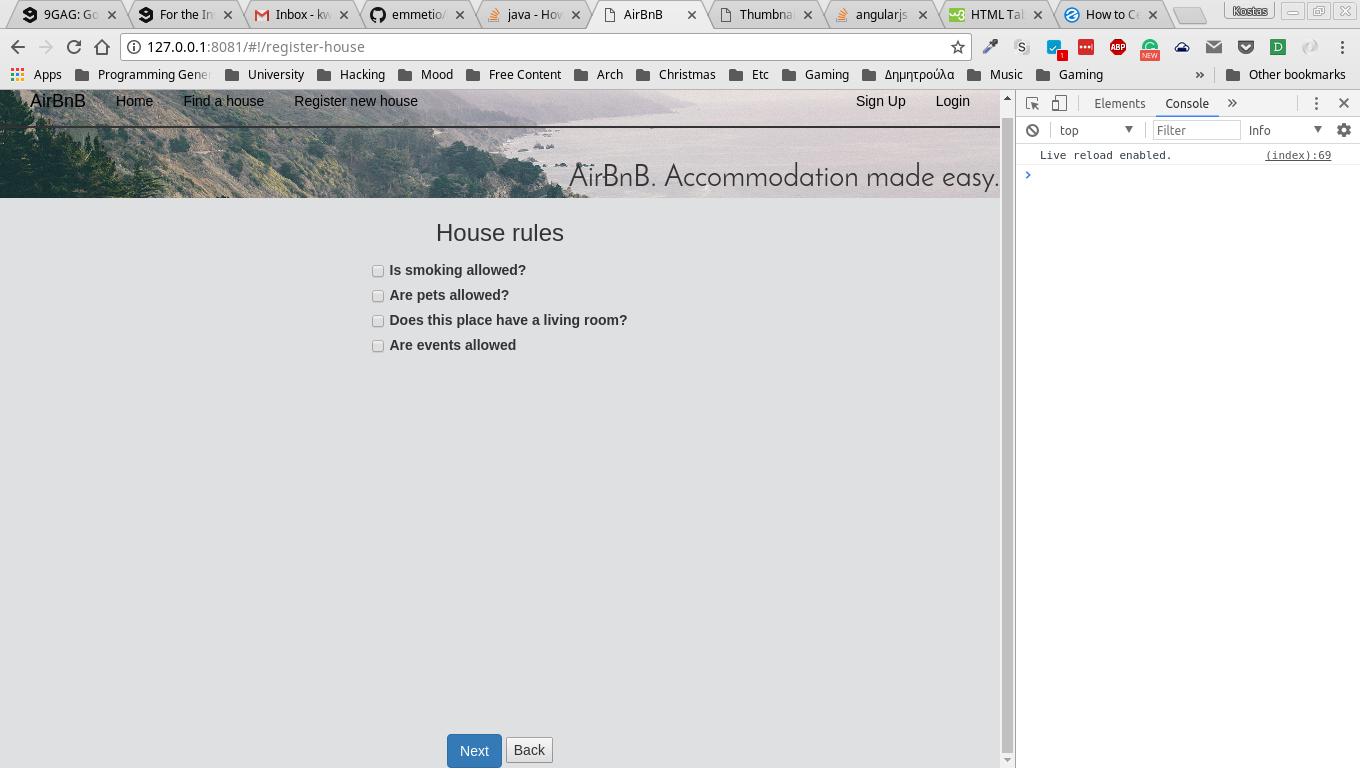 9GAG: Go
For the In
Inbox - kw
emmetio/
java - How
AirBnB
Thumbnai
angularjs
HTML Tab
How to Ce
Kostas
127.0.0.1:8081/#!/register-house
S
1
ABP
NEW
D
Apps
Programming Gener
University
Hacking
Mood
Free Content
Arch
Christmas
Etc
Gaming
Δημητρούλα
Music
Gaming
»
Other bookmarks
AirBnB
Home
Find a house
Register new house
Sign Up
Login
AirBnB. Accommodation made easy.
House rules
Is smoking allowed?
Are pets allowed?
Does this place have a living room?
Are events allowed
Next
Back
Elements
Console
»
top
Filter
Info
Live reload enabled.
(index):69